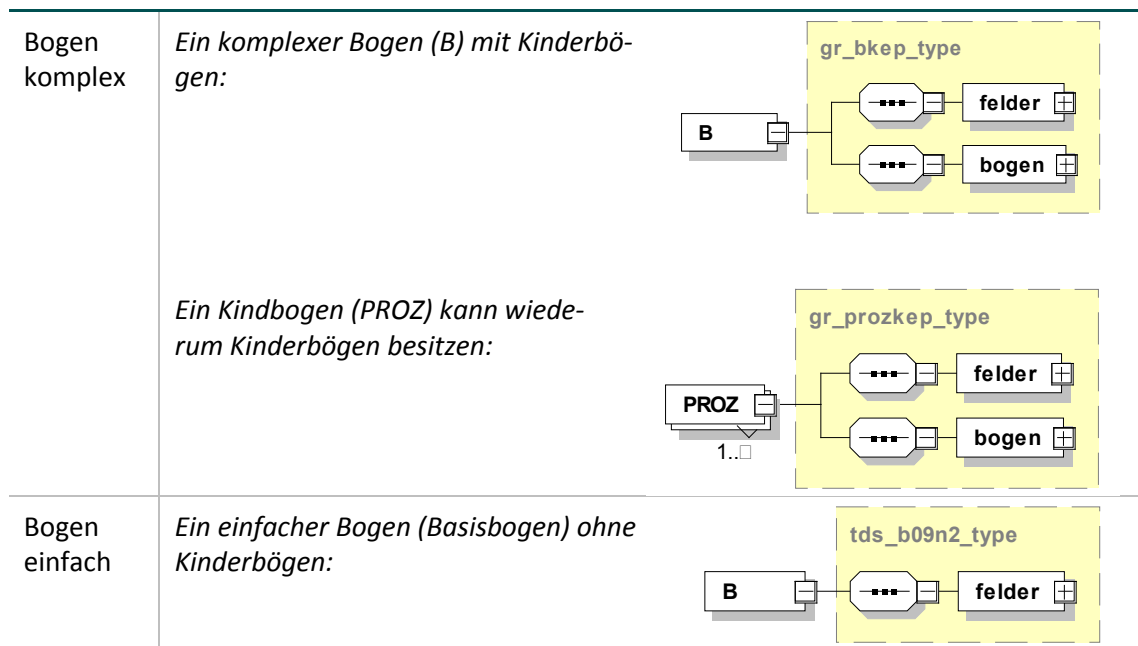 Bogen
komplex
Ein komplexer Bogen (B) mit Kinderbö-
gen:
gr_bkep_type
felder
B
bogen
Ein Kindbogen (PROZ) kann wiede-
rum Kinderbögen besitzen:
gr_prozkep_type
felder
PROZ
bogen
1..□
Bogen
einfach
Ein einfacher Bogen (Basisbogen) ohne
Kinderbögen:
tds_b09n2_type
B
felder